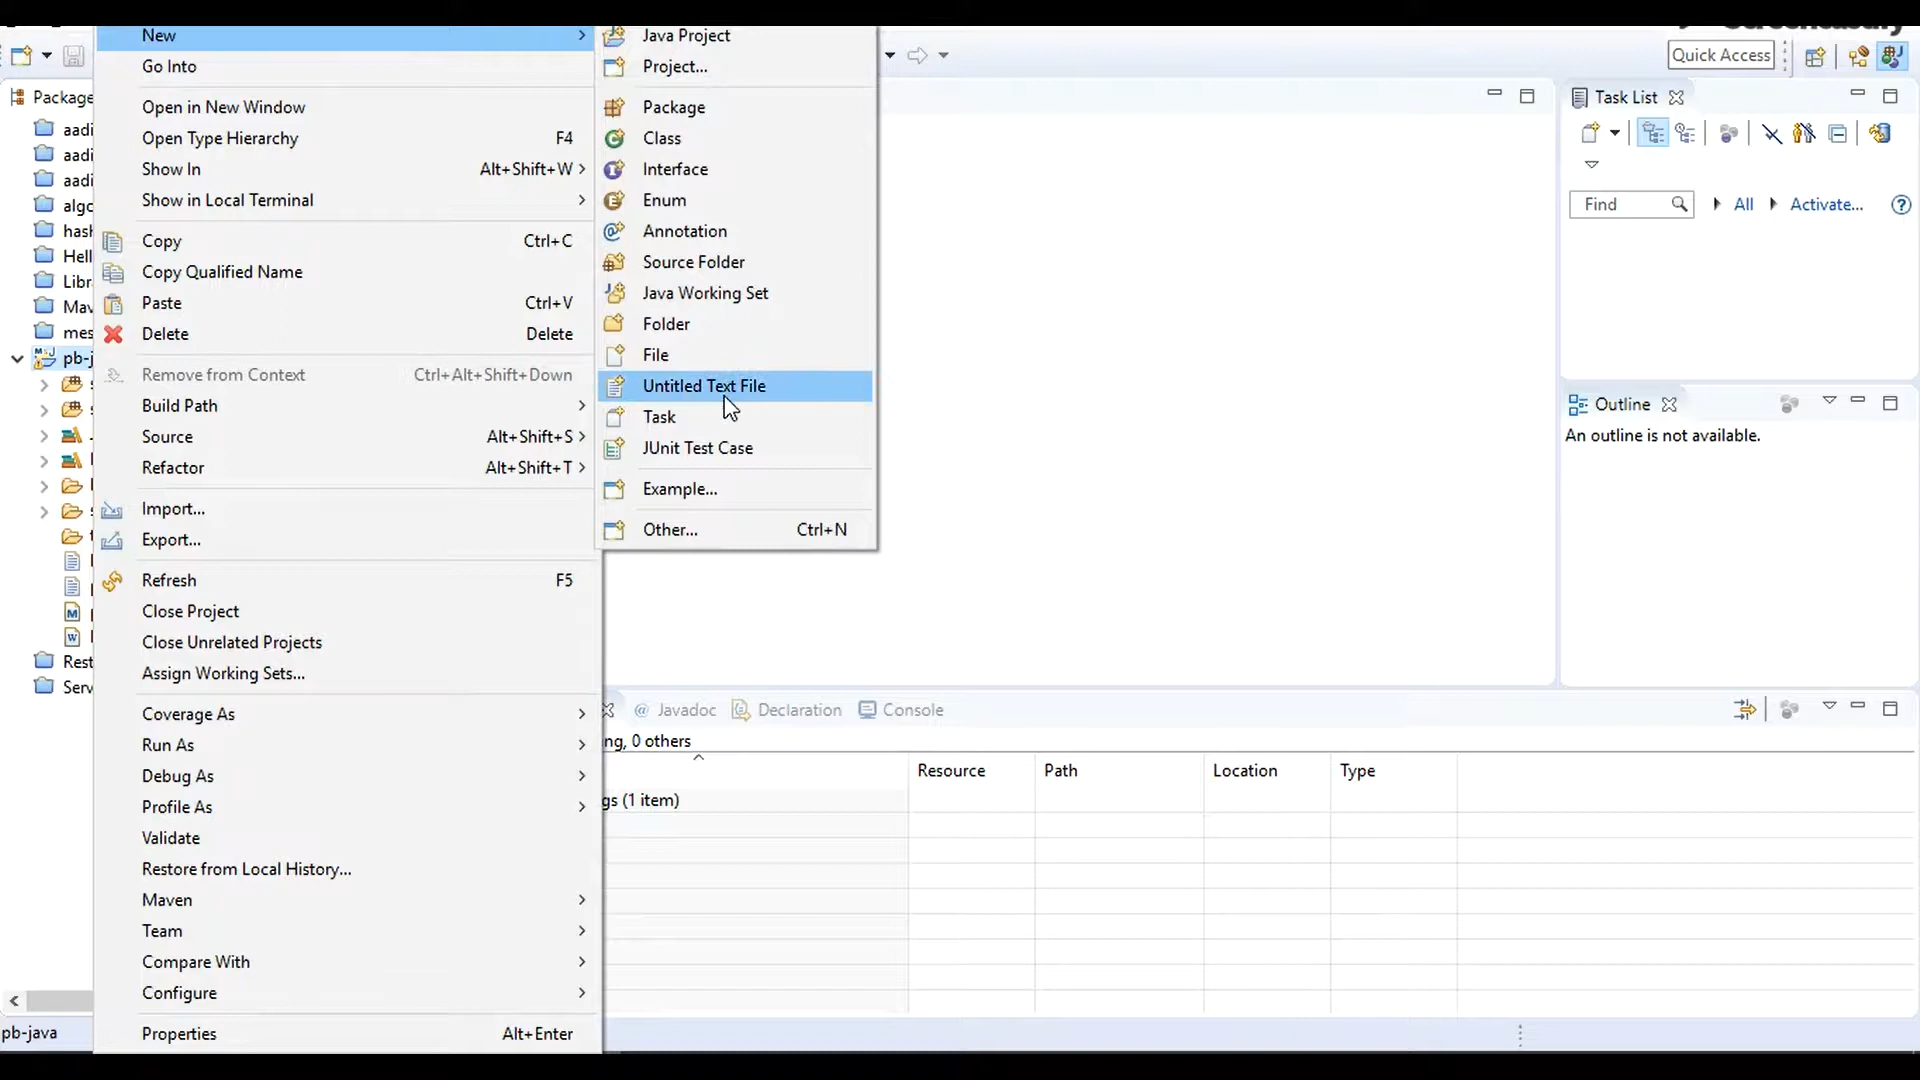 New
Java Project
Quick Access
Go Into
Project...
Package
Task List
Open in New Window
Package
Open Type Hierarchy F4
Class
Show In Alt+Shift+W
Interface
Show in Local Terminal
Enum
Find
All
Activate...
Copy Ctrl+C
Annotation
Copy Qualified Name
Source Folder
Paste Ctrl+V
Java Working Set
Delete Delete
Folder
File
Remove from Context Ctrl+Alt+Shift+Down
Untitled Text File
Build Path
Task
Outline
An outline is not available.
Source Alt+Shift+S
JUnit Test Case
Refactor Alt+Shift+T
Example...
Import...
Other... Ctrl+N
Export...
Refresh F5
Close Project
Close Unrelated Projects
Assign Working Sets...
Coverage As
Javadoc
Declaration
Console
Run As
ng, 0 others
Debug As
Resource
Path
Location
Type
Profile As
gs (1 item)
Validate
Restore from Local History...
Maven
Team
Compare With
Configure
Properties Alt+Enter
aadi
aadi
aadi
algo
hash
Hell
Libr
Mav
mes
pb-j
Rest
Serv
pb-java